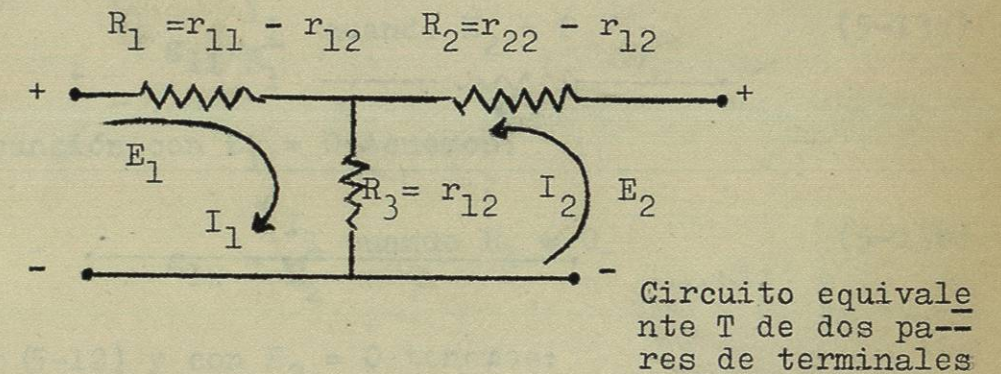 R₁ =r₁₁ - r₁₂ R₂=r₂₂ - r₁₂
+ +
E₁
R₃= r₁₂ I₂ E₂
I₁
- -
Circuito equivale
nte T de dos pa--
res de terminales